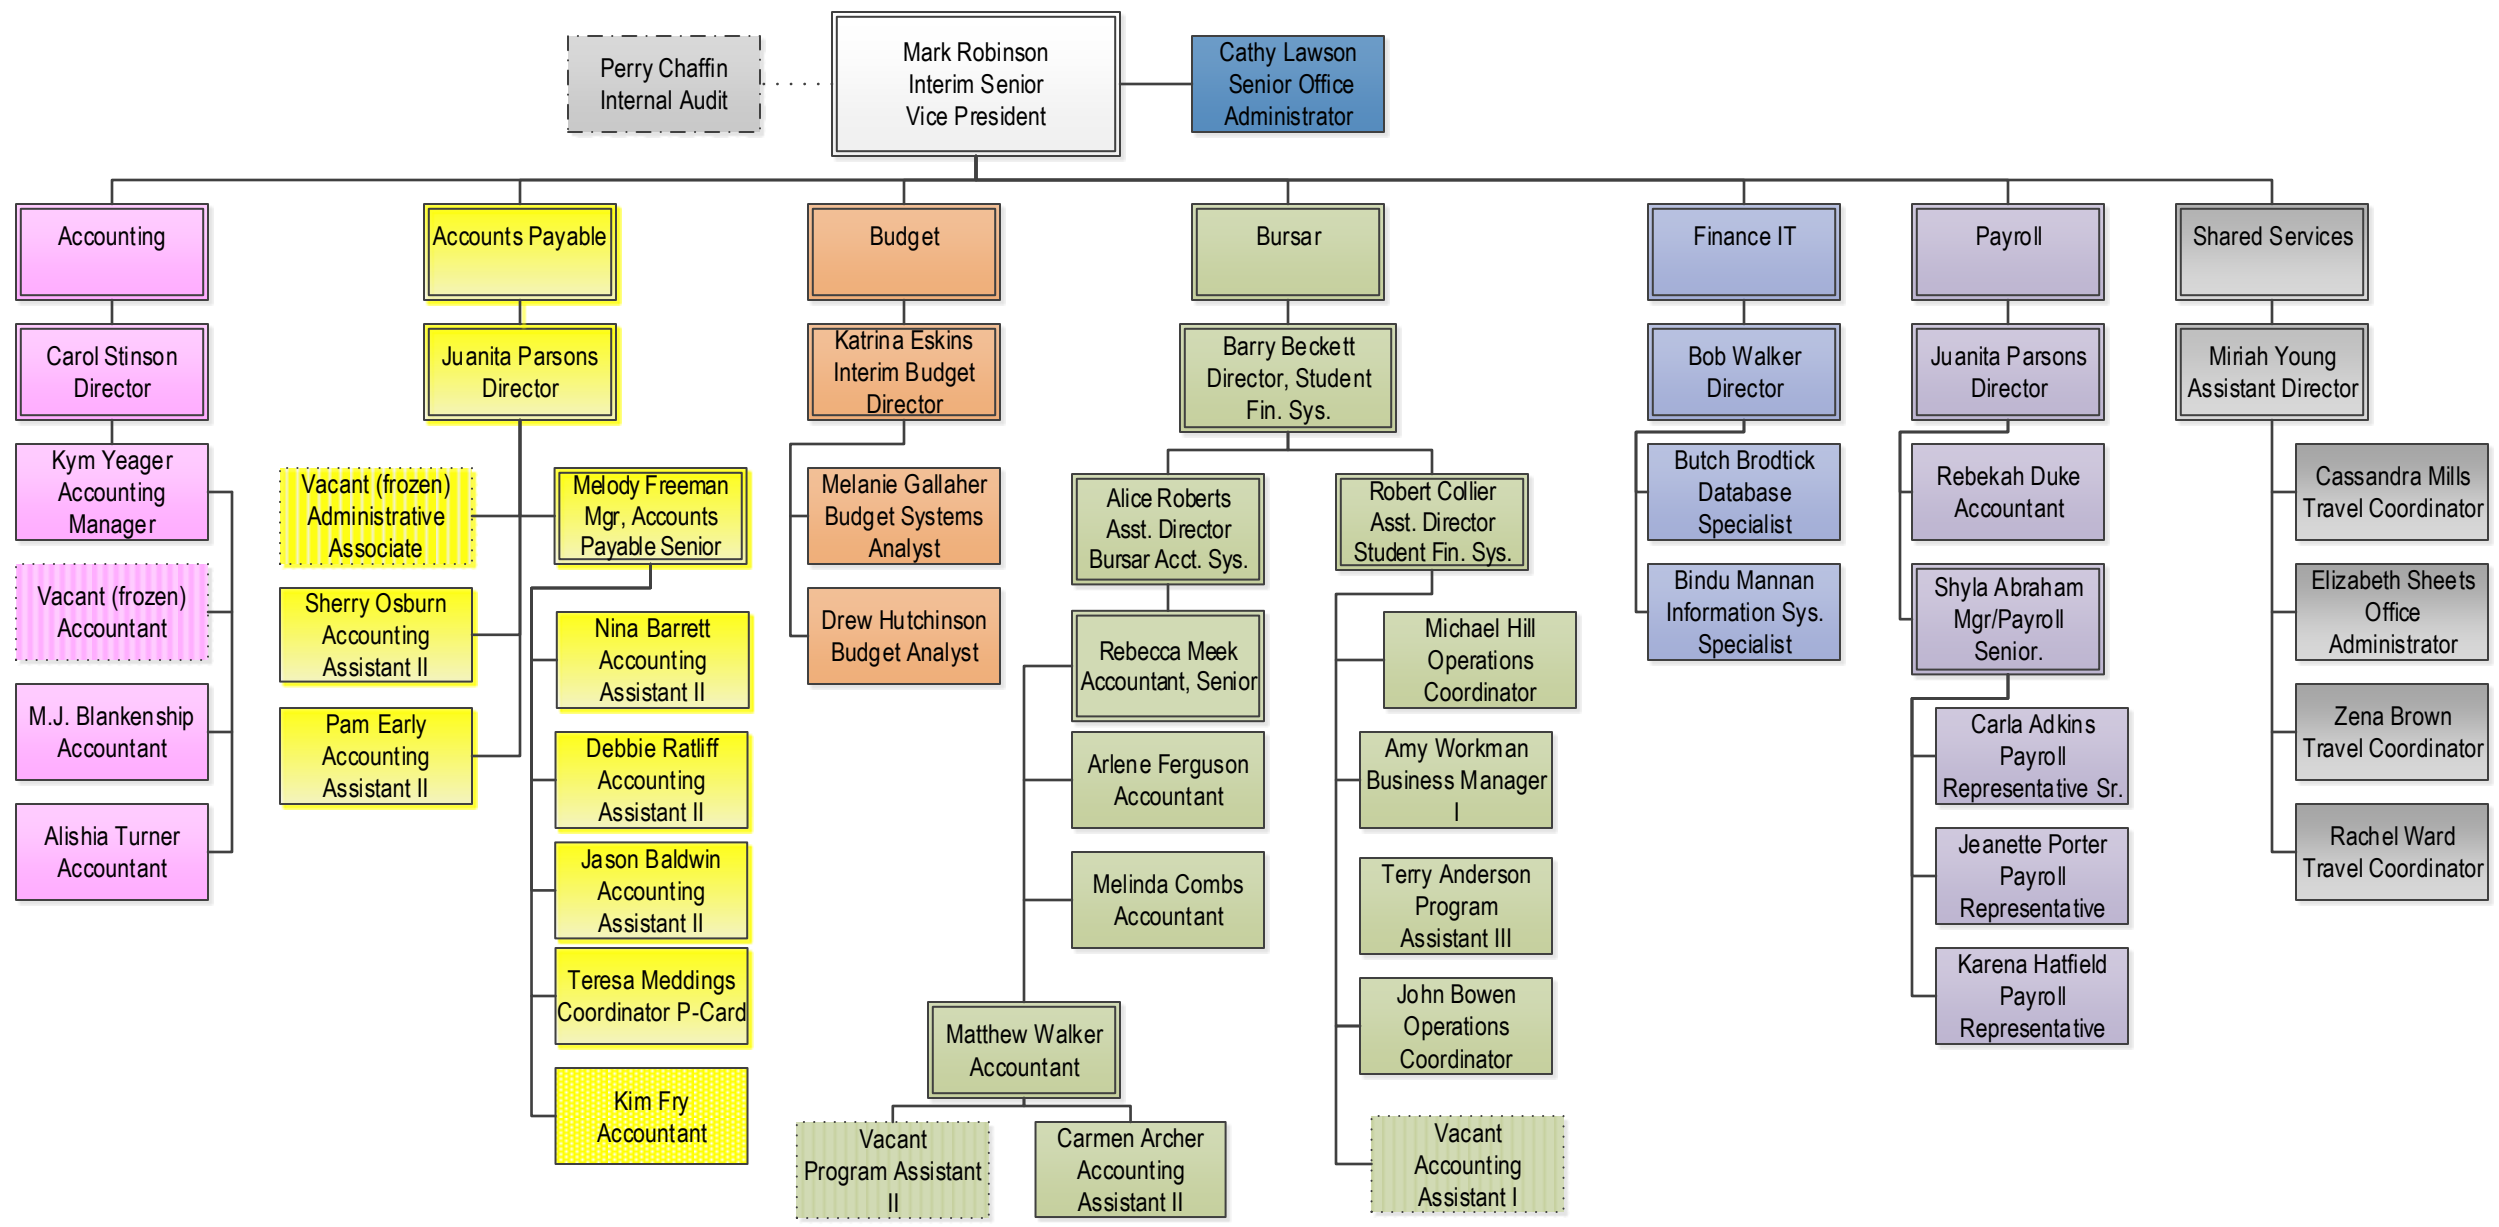 Perry Chaffin
Internal Audit
Mark Robinson
Interim Senior
Vice President
Cathy Lawson
Senior Office
Administrator
Accounting
Carol Stinson
Director
Kym Yeager
Accounting
Manager
Vacant (frozen)
Accountant
M.J. Blankenship
Accountant
Alishia Turner
Accountant
Accounts Payable
Juanita Parsons
Director
Vacant (frozen)
Administrative
Associate
Sherry Osburn
Accounting
Assistant II
Pam Early
Accounting
Assistant II
Melody Freeman
Mgr, Accounts
Payable Senior
Nina Barrett
Accounting
Assistant II
Debbie Ratliff
Accounting
Assistant II
Jason Baldwin
Accounting
Assistant II
Teresa Meddings
Coordinator P-Card
Kim Fry
Accountant
Budget
Katrina Eskins
Interim Budget
Director
Melanie Gallaher
Budget Systems
Analyst
Drew Hutchinson
Budget Analyst
Bursar
Barry Beckett
Director, Student
Fin. Sys.
Alice Roberts
Asst. Director
Bursar Acct. Sys.
Rebecca Meek
Accountant, Senior
Arlene Ferguson
Accountant
Melinda Combs
Accountant
Matthew Walker
Accountant
Vacant
Program Assistant
II
Carmen Archer
Accounting
Assistant II
Robert Collier
Asst. Director
Student Fin. Sys.
Michael Hill
Operations
Coordinator
Amy Workman
Business Manager
I
Terry Anderson
Program
Assistant III
John Bowen
Operations
Coordinator
Vacant
Accounting
Assistant I
Finance IT
Bob Walker
Director
Butch Brodtick
Database
Specialist
Bindu Mannan
Information Sys.
Specialist
Payroll
Juanita Parsons
Director
Rebekah Duke
Accountant
Shyla Abraham
Mgr/Payroll
Senior.
Carla Adkins
Payroll
Representative Sr.
Jeanette Porter
Payroll
Representative
Karena Hatfield
Payroll
Representative
Shared Services
Miriah Young
Assistant Director
Cassandra Mills
Travel Coordinator
Elizabeth Sheets
Office
Administrator
Zena Brown
Travel Coordinator
Rachel Ward
Travel Coordinator